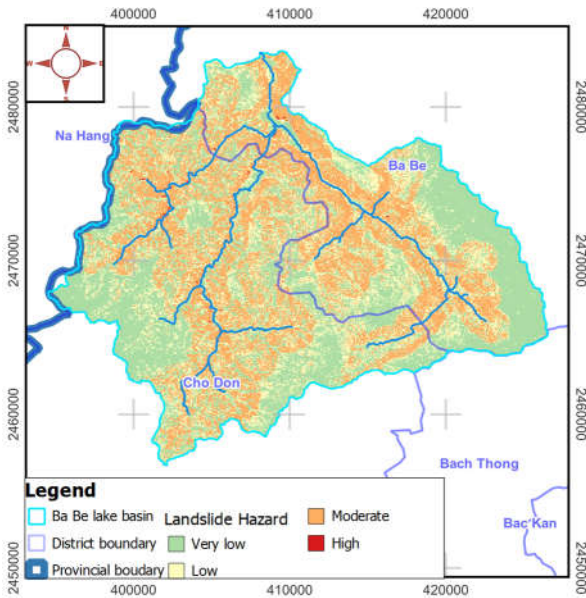 400000 410000 420000
2480000 2480000
Na Hang
Ba Be
2470000 2470000
Cho Don
2460000 2460000
Bach Thong
Legend
Ba Be lake basin Landslide Hazard Moderate
District boundary Very low High
Provincial boudary Low
Bac Kan
2450000 2450000
400000 410000 420000